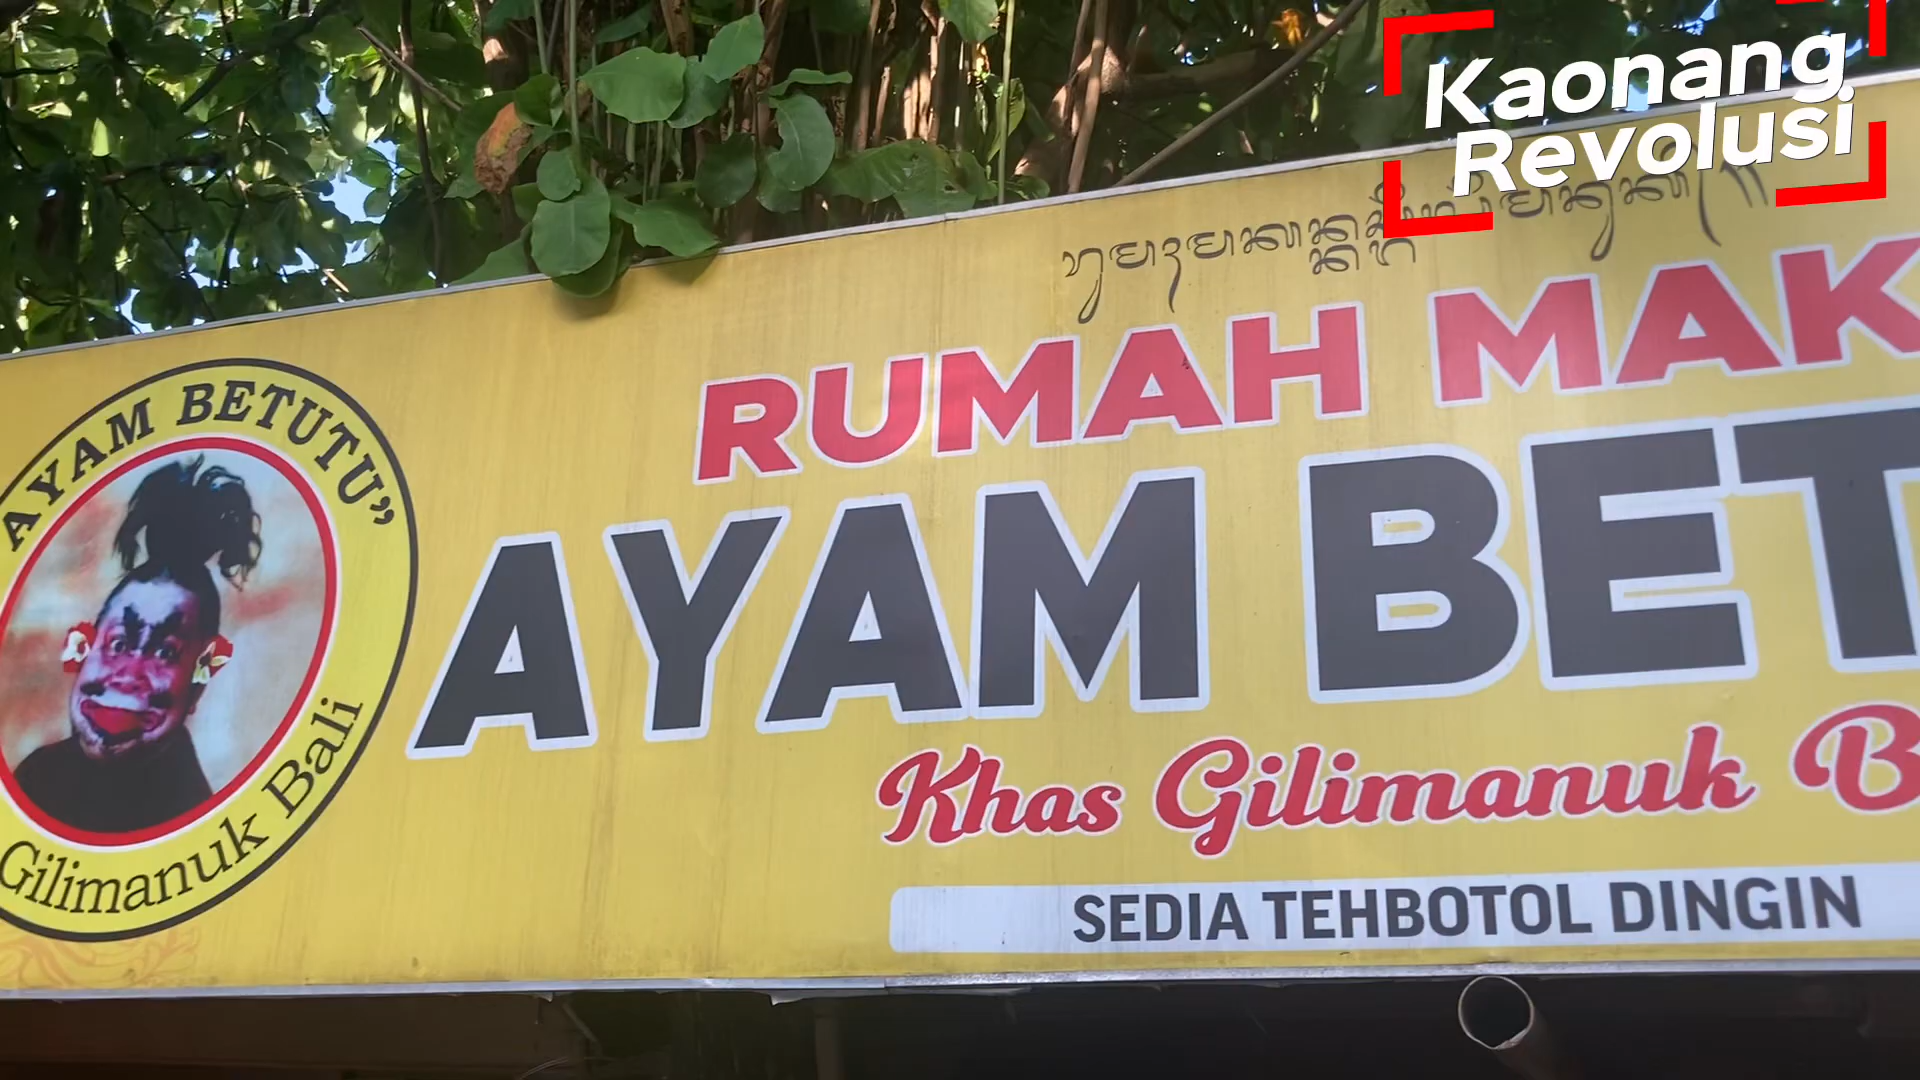 Kaonang
Revolusi
RUMAH MAK
AYAM BET
Khas Gilimanuk B
SEDIA TEHBOTOL DINGIN
AYAM BETUTU”
Gilimanuk Bali